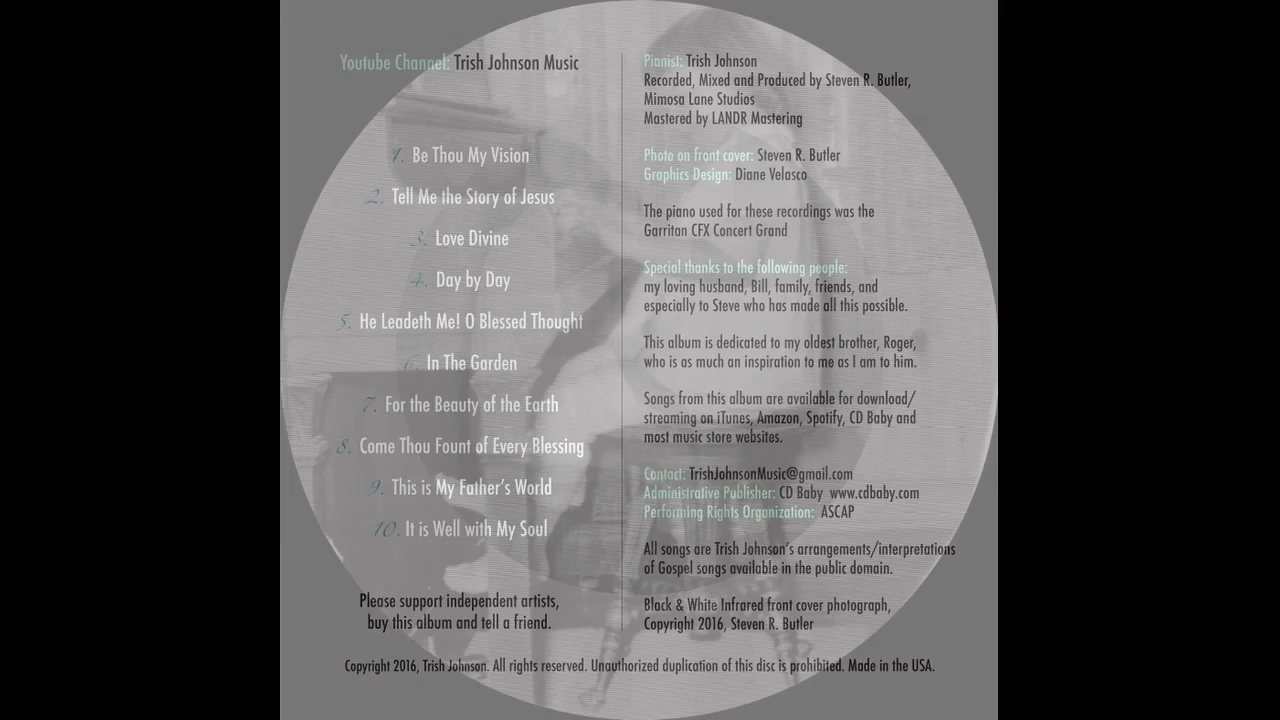 Youtube Channel: Trish Johnson Music
1. Be Thou My Vision
2. Tell Me the Story of Jesus
3. Love Divine
4. Day by Day
5. He Leadeth Me! O Blessed Thought
6. In The Garden
7. For the Beauty of the Earth
8. Come Thou Fount of Every Blessing
9. This is My Father's World
10. It is Well with My Soul
Please support independent artists,
buy this album and tell a friend.
Pianist: Trish Johnson
Recorded, Mixed and Produced by Steven R. Butler,
Mimosa Lane Studios
Mastered by LANDR Mastering
Photo on front cover: Steven R. Butler
Graphics Design: Diane Velasco
The piano used for these recordings was the
Garritan CFX Concert Grand
Special thanks to the following people:
my loving husband, Bill, family, friends, and
especially to Steve who has made all this possible.
This album is dedicated to my oldest brother, Roger,
who is as much an inspiration to me as I am to him.
Songs from this album are available for download/
streaming on iTunes, Amazon, Spotify, CD Baby and
most music store websites.
Contact: TrishJohnsonMusic@gmail.com
Administrative Publisher: CD Baby www.cdbaby.com
Performing Rights Organization: ASCAP
All songs are Trish Johnson's arrangements/interpretations
of Gospel songs available in the public domain.
Black & White Infrared front cover photograph,
Copyright 2016, Steven R. Butler
Copyright 2016, Trish Johnson. All rights reserved. Unauthorized duplication of this disc is prohibited. Made in the USA.